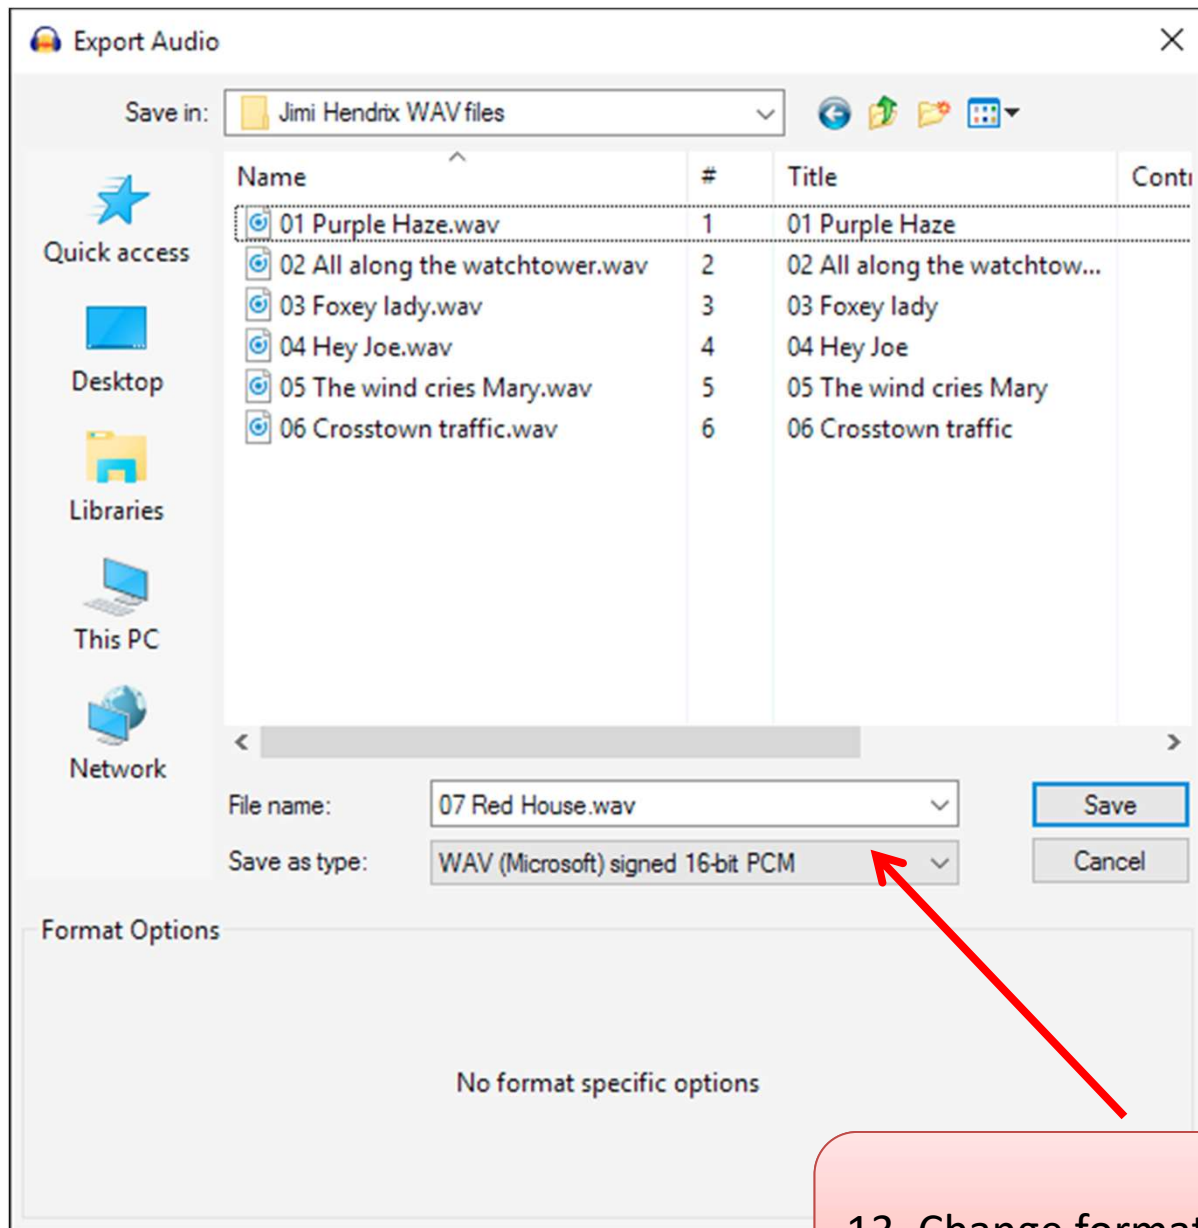 Export Audio
Save in: Jimi Hendrix WAV files
Name # Title Contr
01 Purple Haze.wav 1 01 Purple Haze
Quick access
02 All along the watchtower.wav 2 02 All along the watchtow...
03 Foxey lady.wav 3 03 Foxey lady
04 Hey Joe.wav 4 04 Hey Joe
Desktop
05 The wind cries Mary.wav 5 05 The wind cries Mary
06 Crosstown traffic.wav 6 06 Crosstown traffic
Libraries
This PC
Network
File name: 07 Red House.wav Save
Save as type: WAV (Microsoft) signed 16-bit PCM Cancel
Format Options
No format specific options
13. Change format